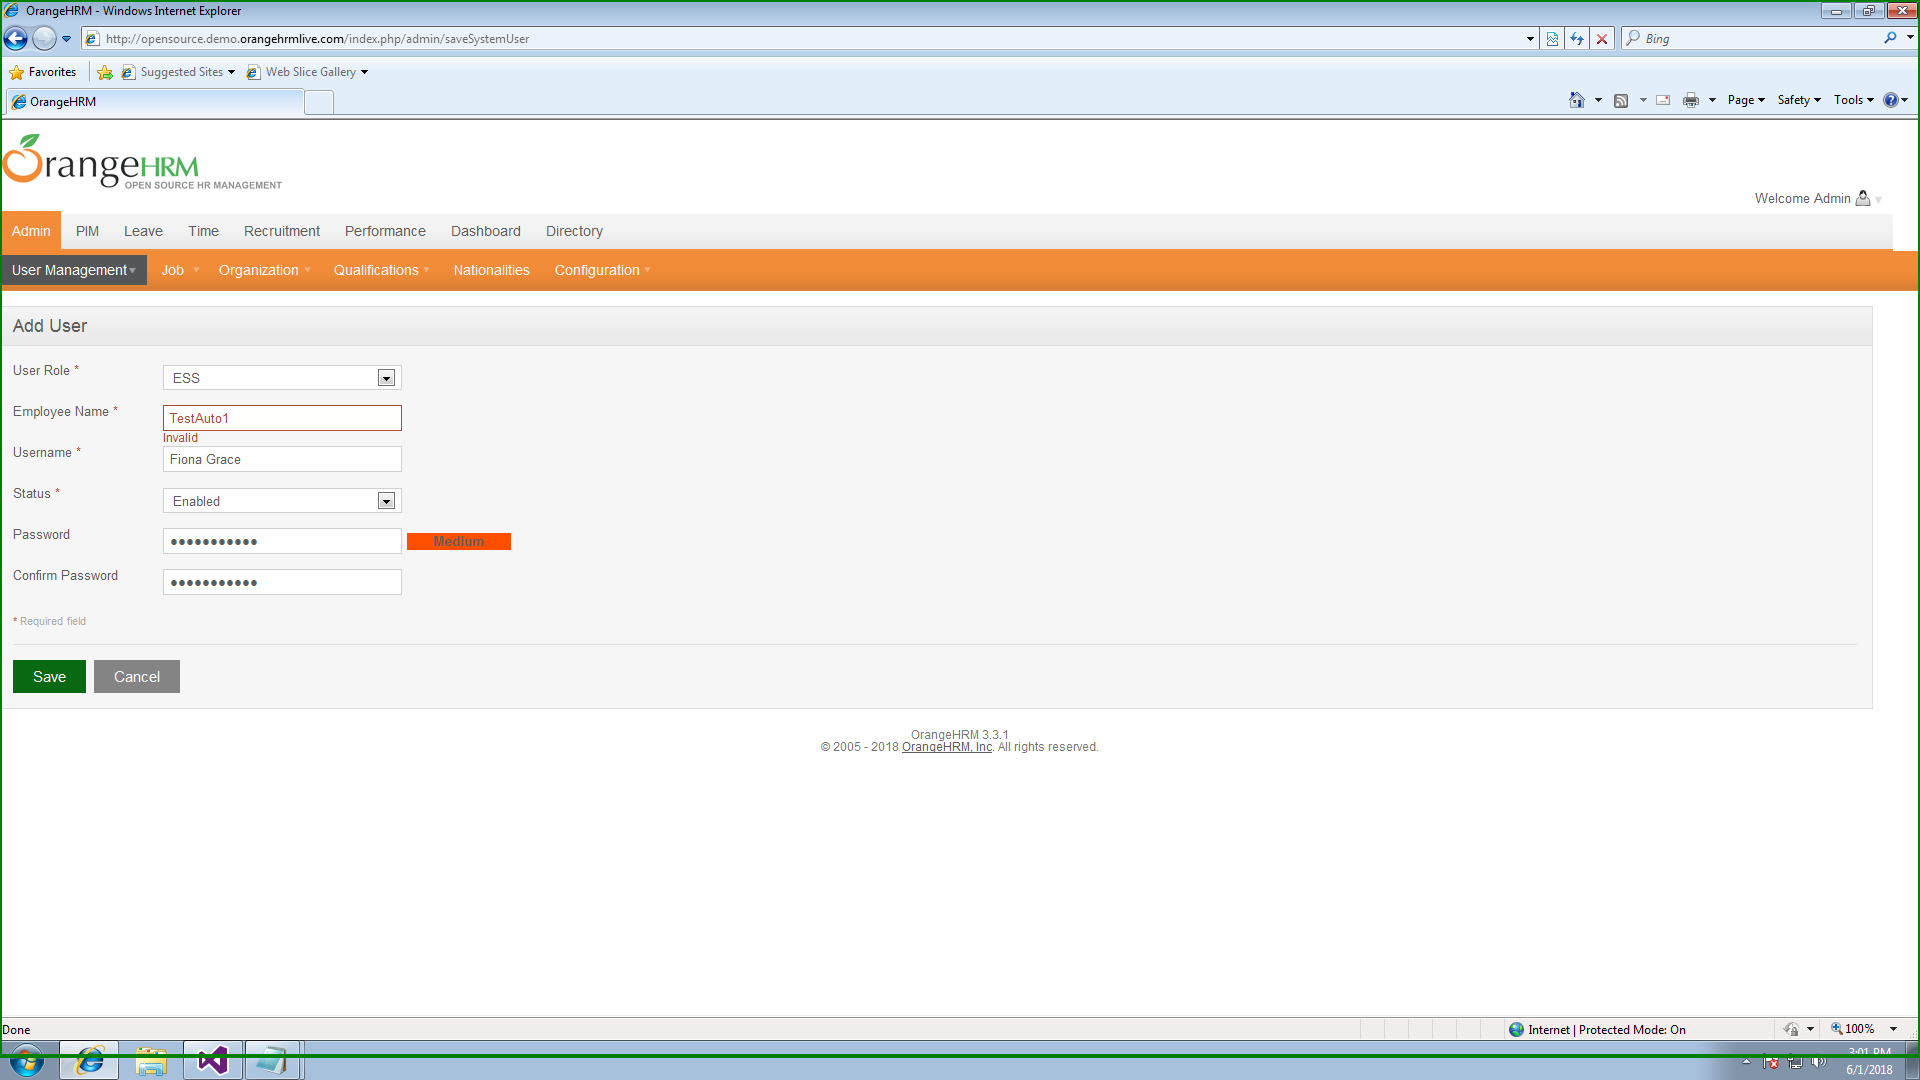 OrangeHRM - Windows Internet Explorer
http://opensource.demo.orangehrmlive.com/index.php/admin/saveSystemUser
Bing
Favorites Suggested Sites Web Slice Gallery
OrangeHRM
Page Safety Tools
OrangeHRM
OPEN SOURCE HR MANAGEMENT
Welcome Admin
Admin PIM Leave Time Recruitment Performance Dashboard Directory
User Management Job Organization Qualifications Nationalities Configuration
Add User
User Role * ESS
Employee Name * TestAuto1
Invalid
Username * Fiona Grace
Status * Enabled
Password ●●●●●●●●●●● Medium
Confirm Password ●●●●●●●●●●●
* Required field
Save Cancel
OrangeHRM 3.3.1
© 2005 - 2018 OrangeHRM, Inc. All rights reserved.
Done Internet | Protected Mode: On 100%
3:01 PM
6/1/2018